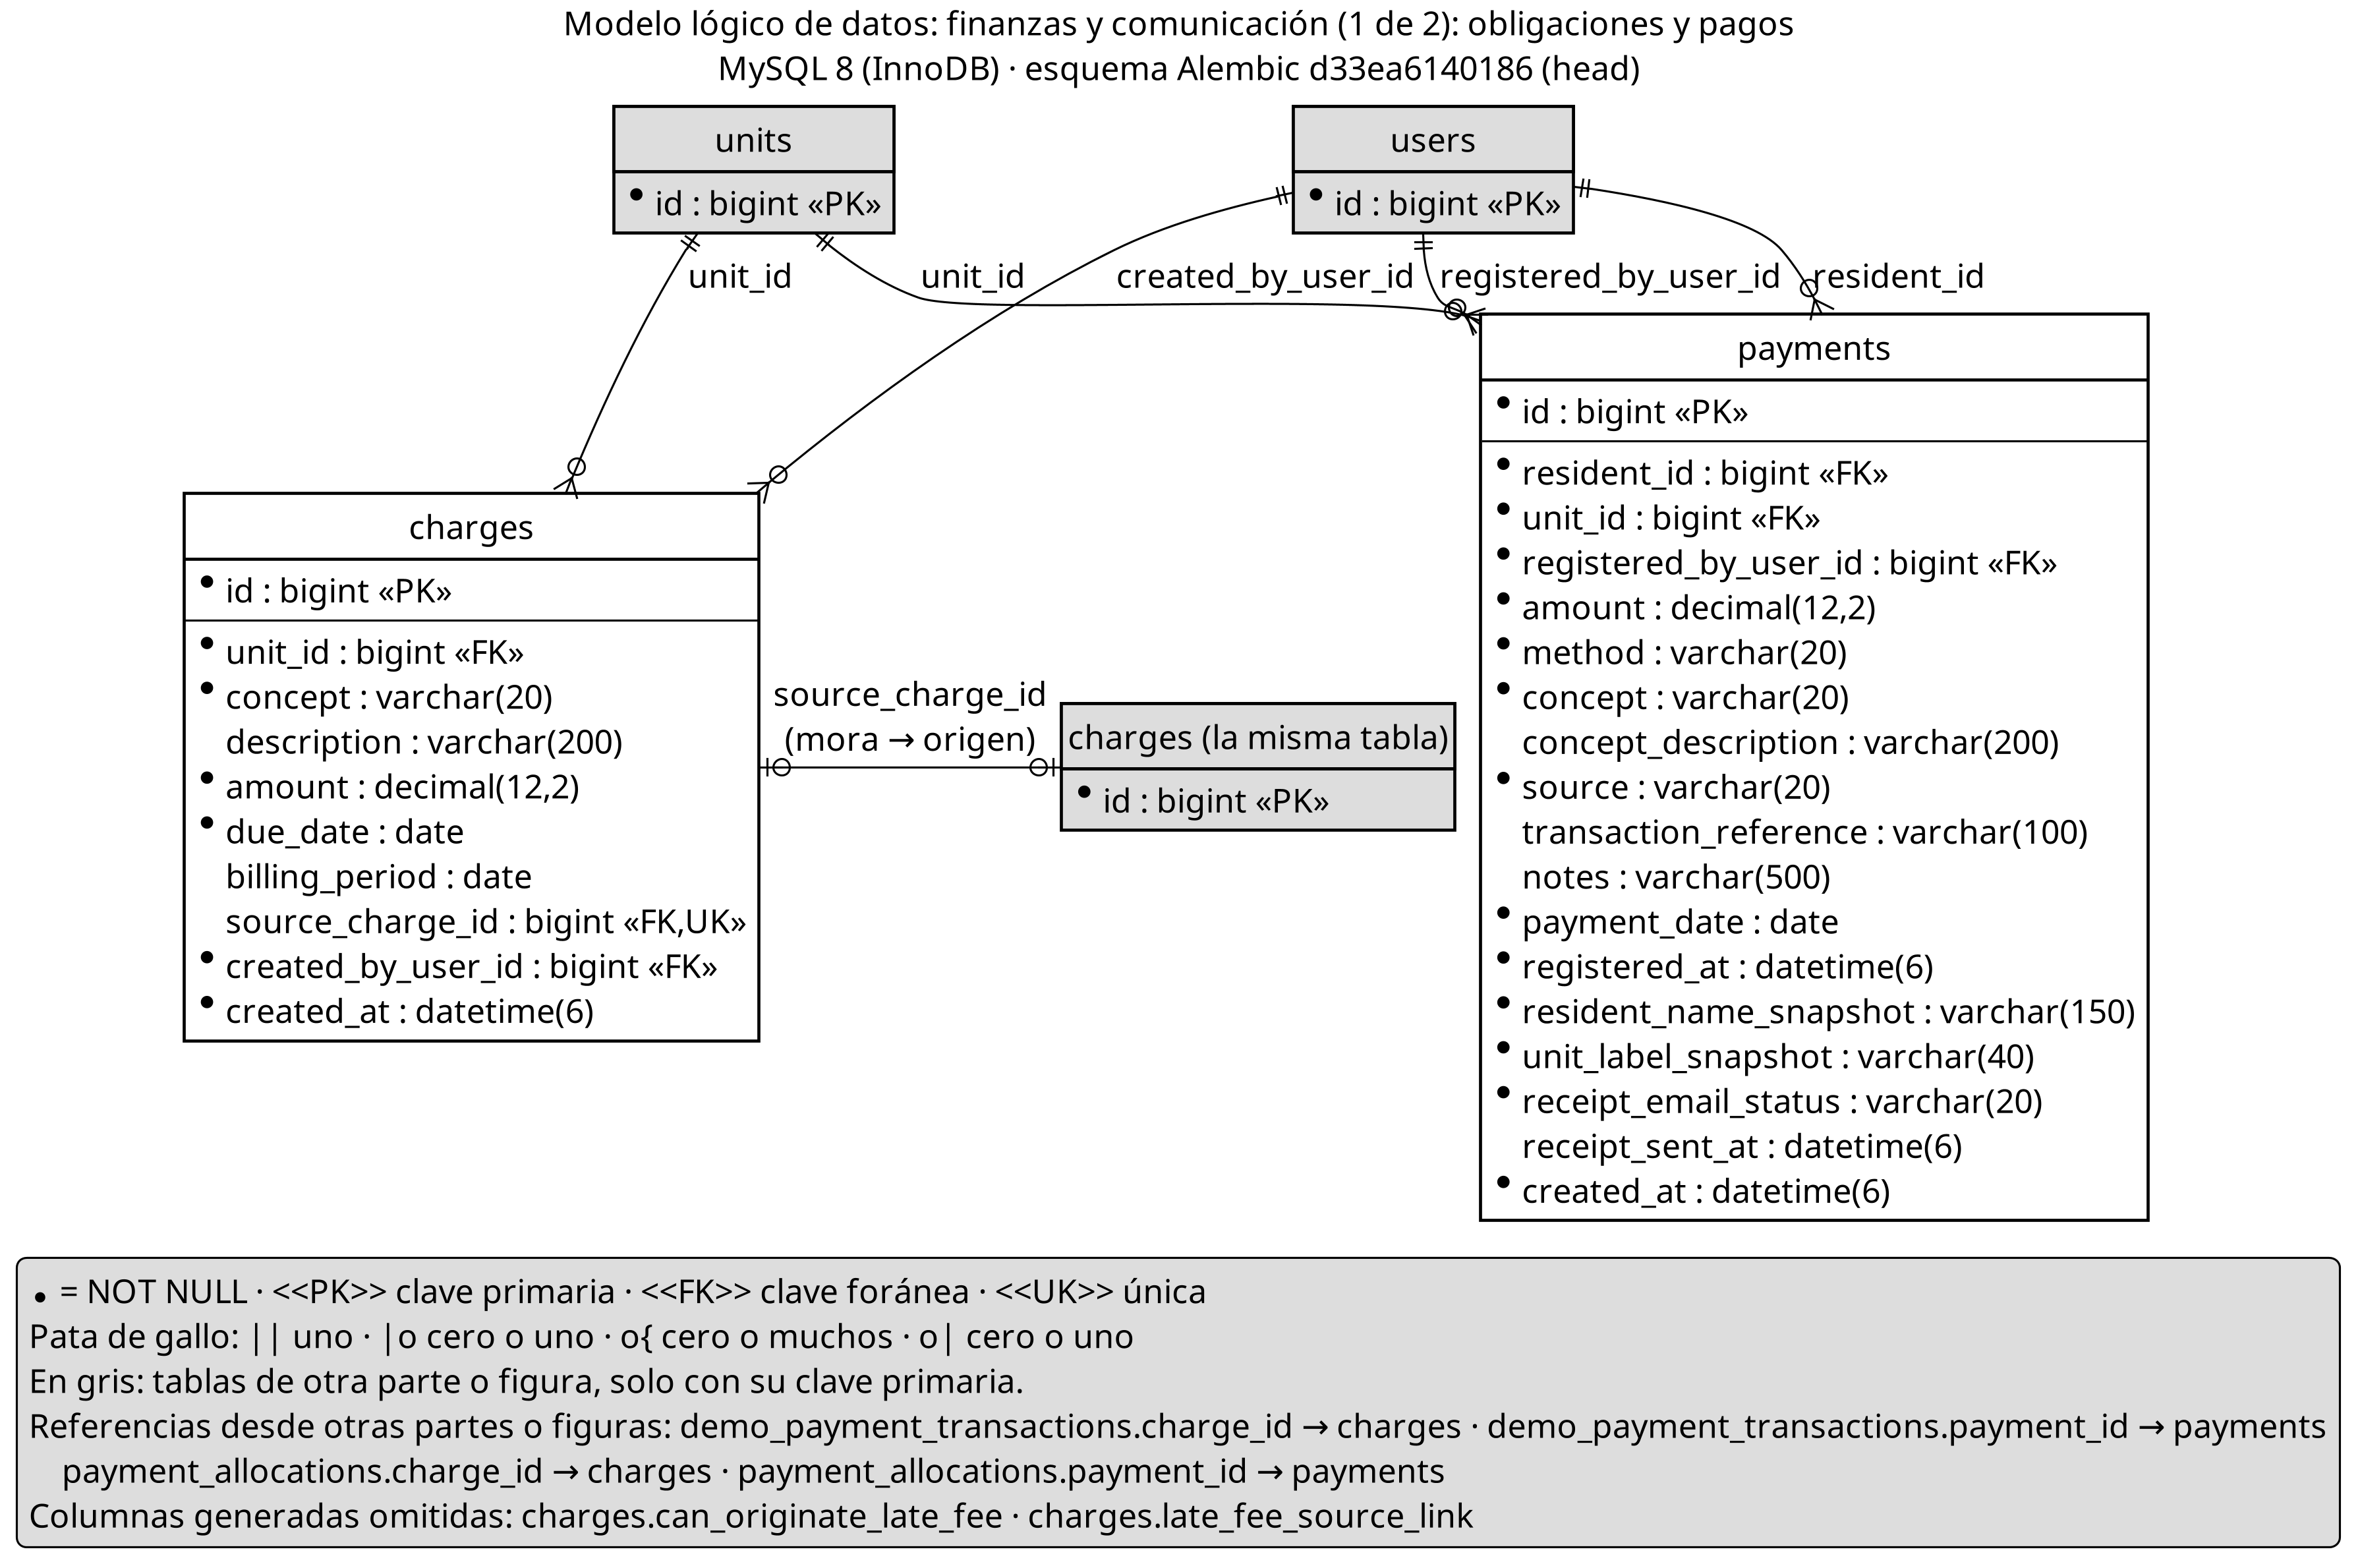 Modelo lógico de datos: finanzas y comunicación (1 de 2): obligaciones y pagos
MySQL 8 (InnoDB) · esquema Alembic d33ea6140186 (head)
units
• id : bigint «PK»
users
• id : bigint «PK»
unit_id
unit_id
created_by_user_id
registered_by_user_id
resident_id
payments
• id : bigint «PK»
• resident_id : bigint «FK»
• unit_id : bigint «FK»
• registered_by_user_id : bigint «FK»
• amount : decimal(12,2)
• method : varchar(20)
• concept : varchar(20)
concept_description : varchar(200)
• source : varchar(20)
transaction_reference : varchar(100)
notes : varchar(500)
• payment_date : date
• registered_at : datetime(6)
• resident_name_snapshot : varchar(150)
• unit_label_snapshot : varchar(40)
• receipt_email_status : varchar(20)
receipt_sent_at : datetime(6)
• created_at : datetime(6)
charges
• id : bigint «PK»
• unit_id : bigint «FK»
• concept : varchar(20)
description : varchar(200)
• amount : decimal(12,2)
• due_date : date
billing_period : date
source_charge_id : bigint «FK,UK»
• created_by_user_id : bigint «FK»
• created_at : datetime(6)
source_charge_id
(mora → origen)
charges (la misma tabla)
• id : bigint «PK»
• = NOT NULL · <<PK>> clave primaria · <<FK>> clave foránea · <<UK>> única
Pata de gallo: || uno · |o cero o uno · o{ cero o muchos · o| cero o uno
En gris: tablas de otra parte o figura, solo con su clave primaria.
Referencias desde otras partes o figuras: demo_payment_transactions.charge_id → charges · demo_payment_transactions.payment_id → payments
payment_allocations.charge_id → charges · payment_allocations.payment_id → payments
Columnas generadas omitidas: charges.can_originate_late_fee · charges.late_fee_source_link